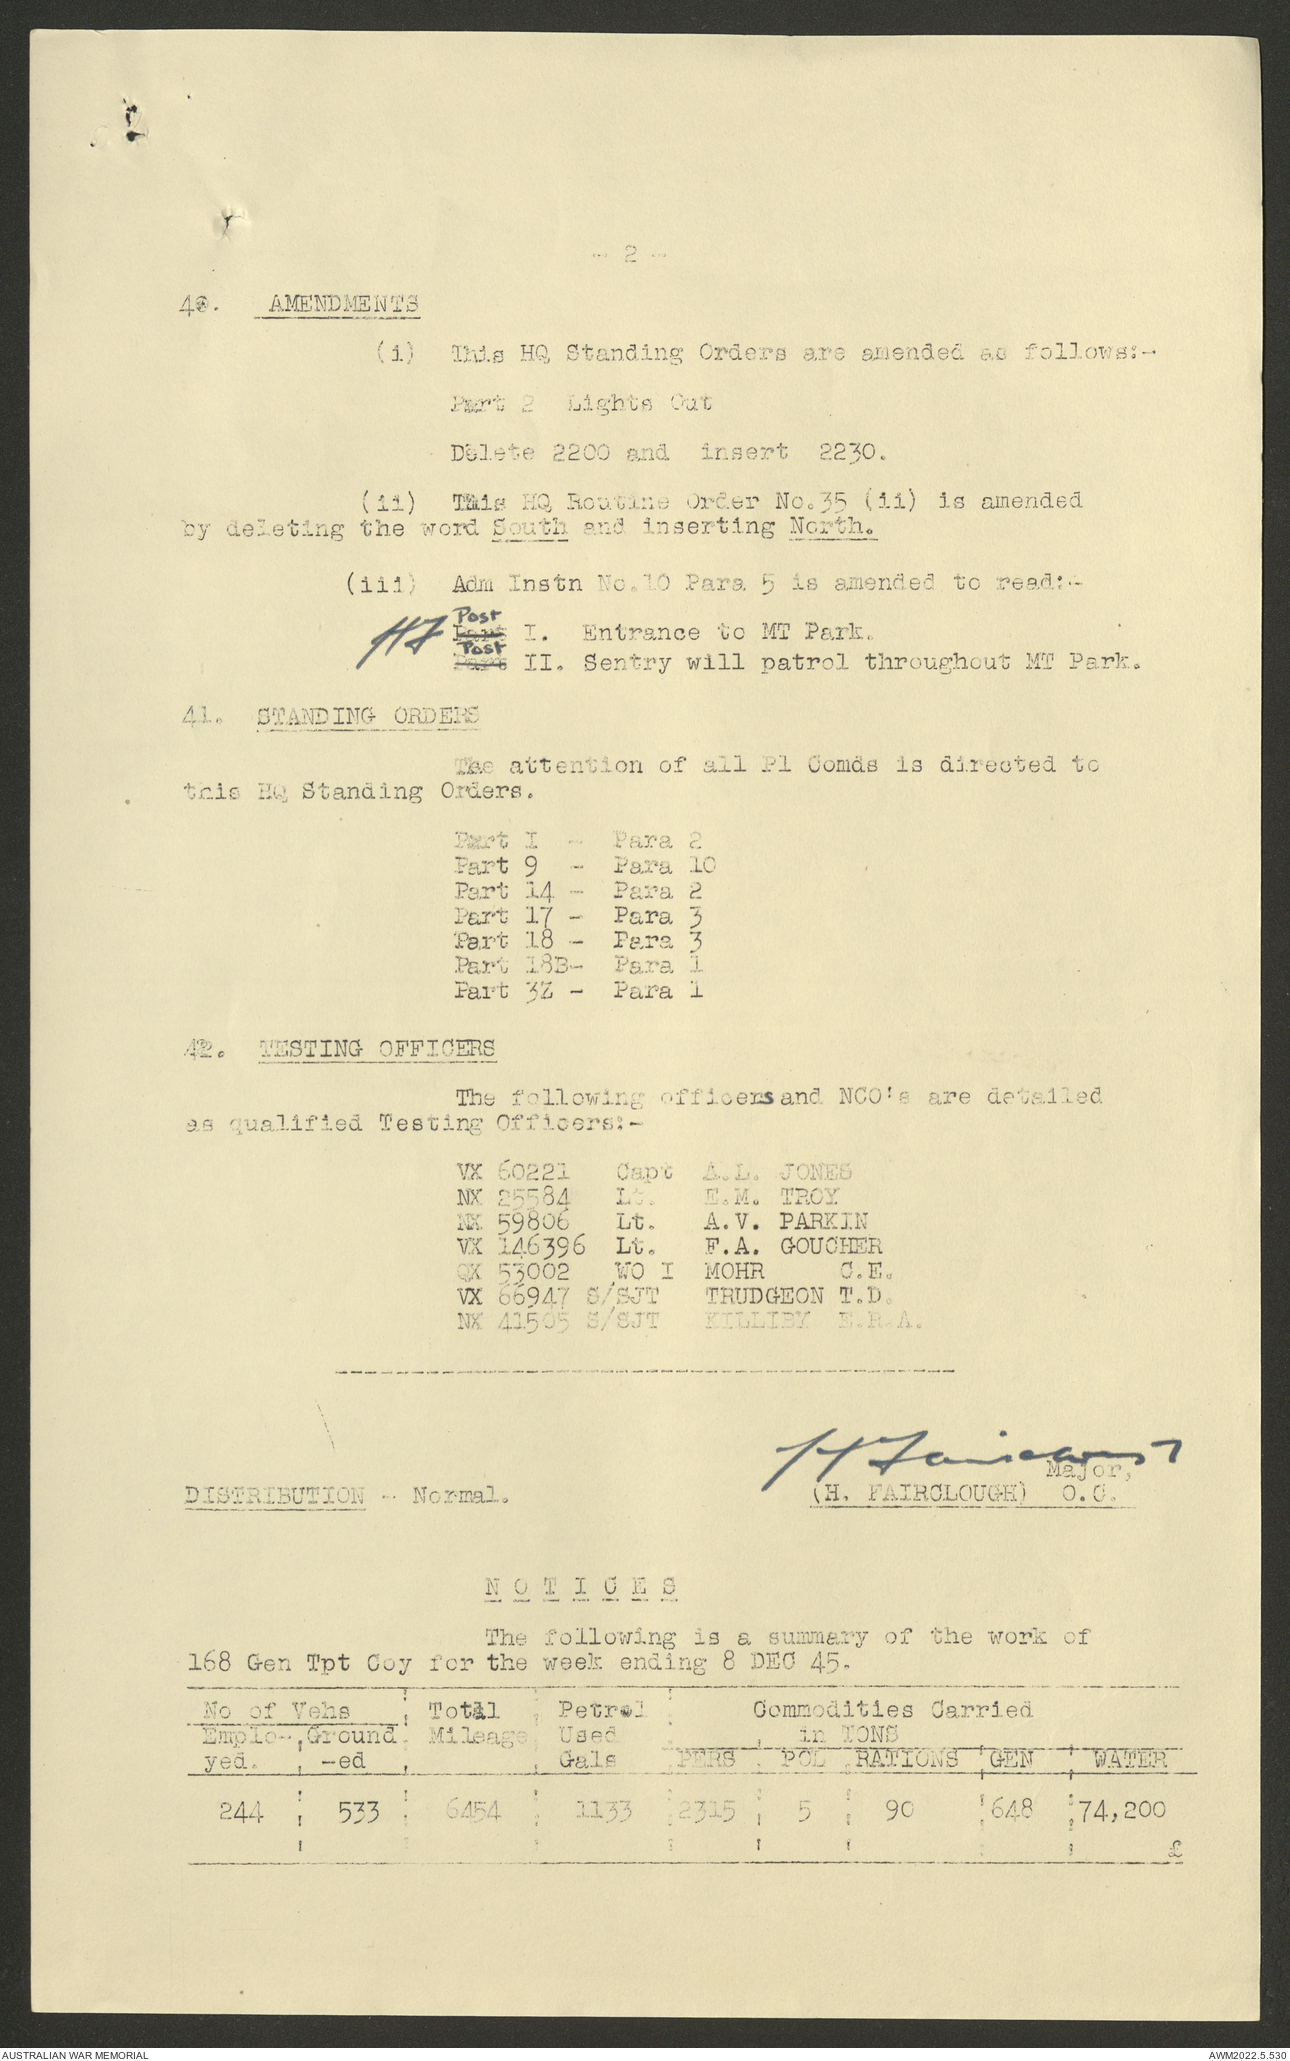 - 2 -
40. AMENDMENTS
(i) This HQ Standing Orders are amended as follows:-
Part 2 Lights Out
Delete 2200 and insert 2230.
(ii) This HQ Routine Order No.35 (ii) is amended
by deleting the word South and inserting North.
(iii) Adm Instn No.10 Para 5 is amended to read:-
HF Post
Part I. Entrance to MT Park.
Post
Part II. Sentry will patrol throughout MT Park.
41. STANDING ORDERS
The attention of all Pl Comds is directed to
this HQ Standing Orders.
Part I - Para 2
Part 9 - Para 10
Part 14 - Para 2
Part 17 - Para 3
Part 18 - Para 3
Part 18B- Para 1
Part 3Z - Para 1
42. TESTING OFFICERS
The following officers and NCO's are detailed
as qualified Testing Officers:-
VX 60221 Capt A.L. JONES
NX 25584 Lt. E.M. TROY
NX 59806 Lt. A.V. PARKIN
VX 146396 Lt. F.A. GOUCHER
QX 53002 WO I MOHR C.E.
VX 66947 S/SJT TRUDGEON T.D.
NX 41505 S/SJT KILLIBY E.R.A.
H Fairclough
Major,
DISTRIBUTION - Normal. (H. FAIRCLOUGH) O.C.
N O T I C E S
The following is a summary of the work of
168 Gen Tpt Coy for the week ending 8 DEC 45.
No of Vehs Total Petrol Commodities Carried
Emplo- Ground Mileage Used in TONS
yed. -ed Gals PERS POL RATIONS GEN WATER
244 533 6454 1133 2315 5 90 648 74,200
£
AUSTRALIAN WAR MEMORIAL AWM2022.5.530